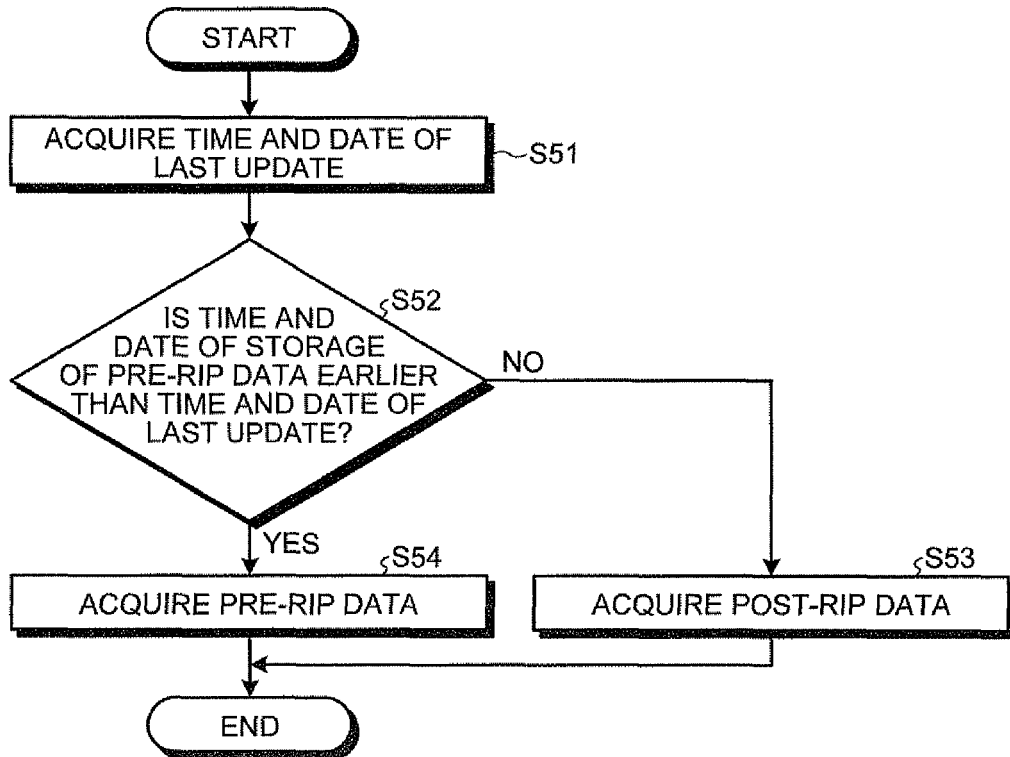 START
ACQUIRE TIME AND DATE OF
LAST UPDATE
S51
S52
IS TIME AND
DATE OF STORAGE
OF PRE-RIP DATA EARLIER
THAN TIME AND DATE OF
LAST UPDATE?
NO
YES
S54
ACQUIRE PRE-RIP DATA
S53
ACQUIRE POST-RIP DATA
END